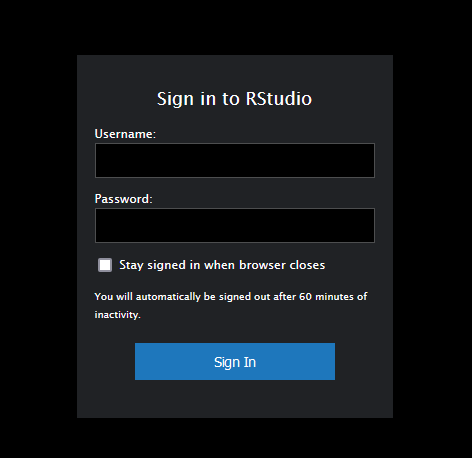 Sign in to RStudio
Username:
Password:
Stay signed in when browser closes
You will automatically be signed out after 60 minutes of
inactivity.
Sign In